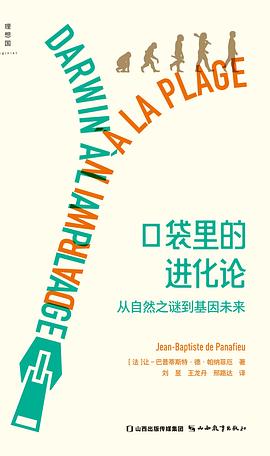 理想国
DARWIN À LA PLAGE
DARWIN À LA PLAGE
口袋里的
进化论
从自然之谜到基因未来
Jean-Baptiste de Panafieu
[法]让-巴普蒂斯特·德·帕纳菲厄 著
刘 昱 王龙丹 邢路达 译
山西出版传媒集团 山西教育出版社